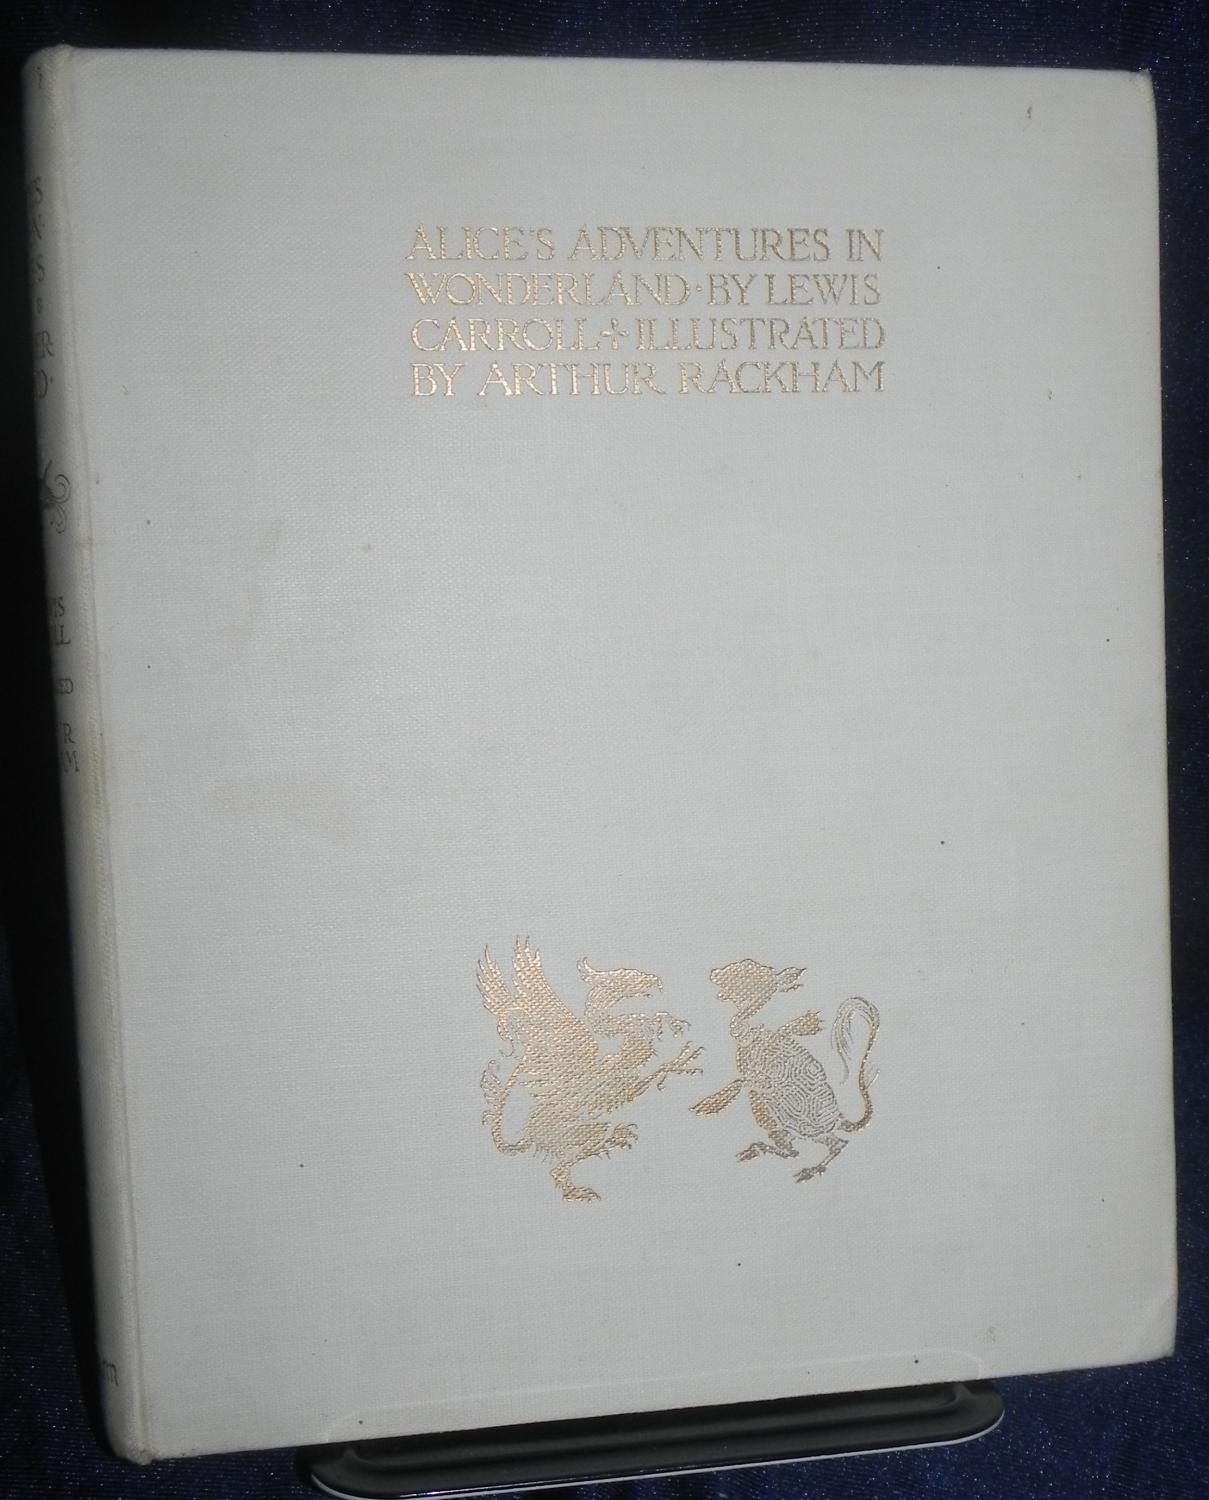 ALICE'S ADVENTURES IN
WONDERLAND·BY LEWIS
CARROLL ILLUSTRATED
BY ARTHUR RACKHAM